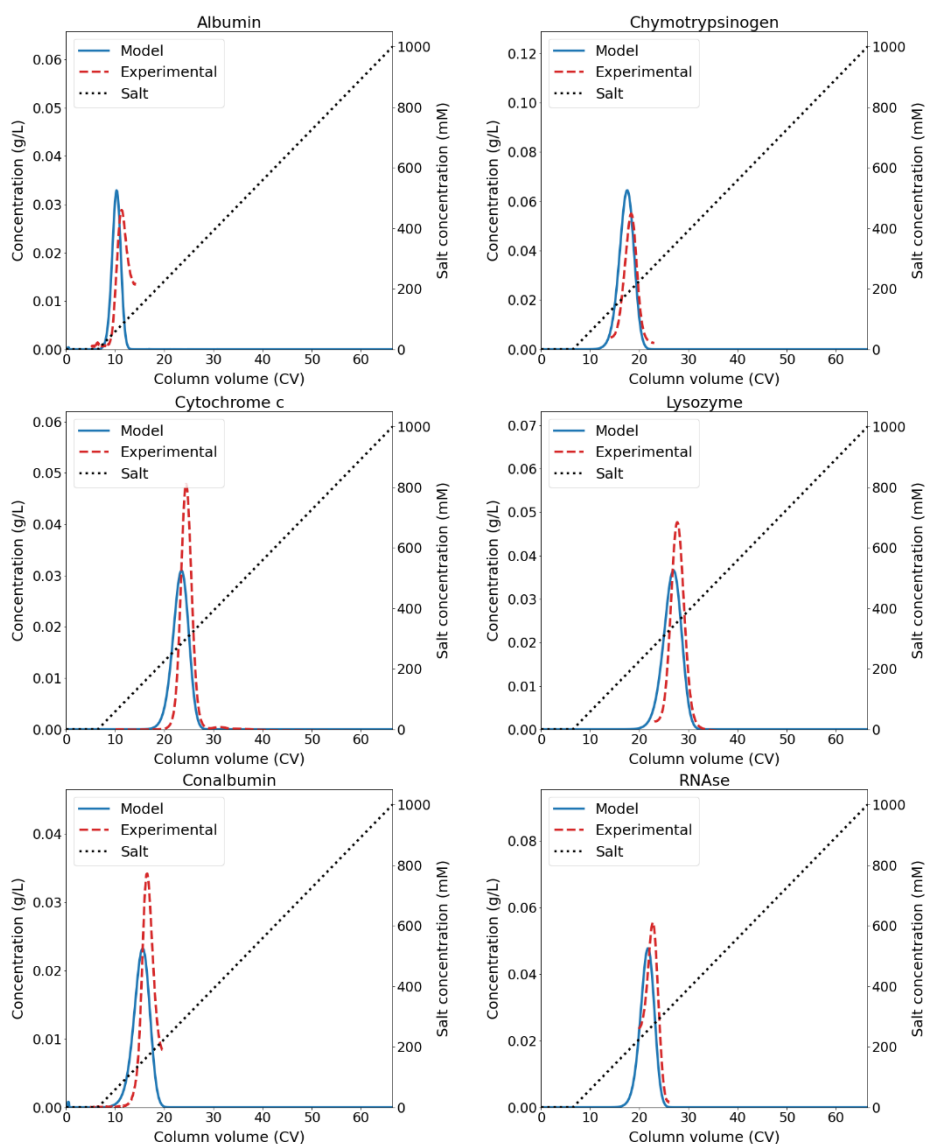 Albumin
Model
Experimental
Salt
0.06
0.05
0.04
0.03
0.02
0.01
0.00
Concentration (g/L)
1000
800
600
400
200
0
Salt concentration (mM)
0 10 20 30 40 50 60
Column volume (CV)
Chymotrypsinogen
Model
Experimental
Salt
0.12
0.10
0.08
0.06
0.04
0.02
0.00
Concentration (g/L)
1000
800
600
400
200
0
Salt concentration (mM)
0 10 20 30 40 50 60
Column volume (CV)
Cytochrome c
Model
Experimental
Salt
0.06
0.05
0.04
0.03
0.02
0.01
0.00
Concentration (g/L)
1000
800
600
400
200
0
Salt concentration (mM)
0 10 20 30 40 50 60
Column volume (CV)
Lysozyme
Model
Experimental
Salt
0.07
0.06
0.05
0.04
0.03
0.02
0.01
0.00
Concentration (g/L)
1000
800
600
400
200
0
Salt concentration (mM)
0 10 20 30 40 50 60
Column volume (CV)
Conalbumin
Model
Experimental
Salt
0.04
0.03
0.02
0.01
0.00
Concentration (g/L)
1000
800
600
400
200
0
Salt concentration (mM)
0 10 20 30 40 50 60
Column volume (CV)
RNAse
Model
Experimental
Salt
0.08
0.06
0.04
0.02
0.00
Concentration (g/L)
1000
800
600
400
200
0
Salt concentration (mM)
0 10 20 30 40 50 60
Column volume (CV)